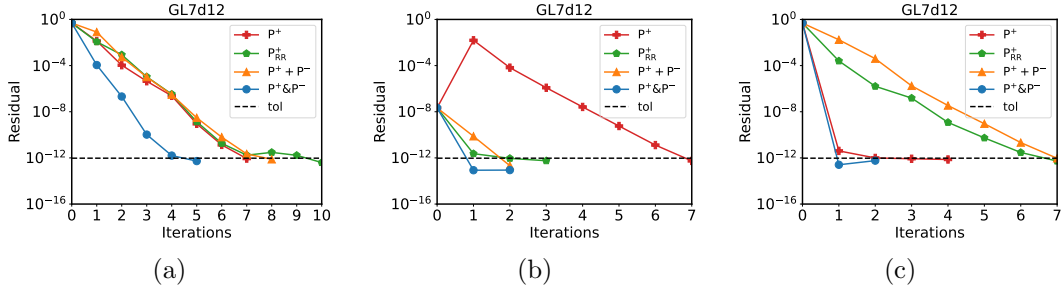 GL7d12
Residual
10^0
10^-4
10^-8
10^-12
10^-16
P^+
P^+_RR
P^+ + P^-
P^+&P^-
tol
0 1 2 3 4 5 6 7 8 9 10
Iterations
(a)
GL7d12
Residual
10^0
10^-4
10^-8
10^-12
10^-16
P^+
P^+_RR
P^+ + P^-
P^+&P^-
tol
0 1 2 3 4 5 6 7
Iterations
(b)
GL7d12
Residual
10^0
10^-4
10^-8
10^-12
10^-16
P^+
P^+_RR
P^+ + P^-
P^+&P^-
tol
0 1 2 3 4 5 6 7
Iterations
(c)